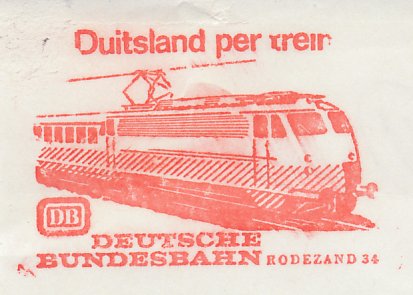 Duitsland per trein
DB
DEUTSCHE
BUNDESBAHN RODEZAND 34